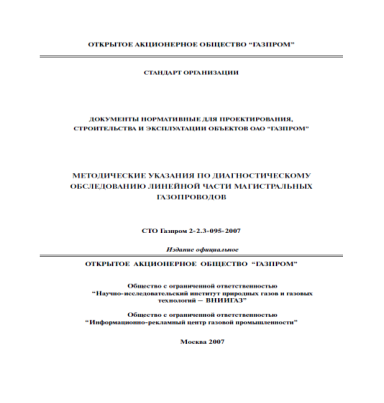 ОТКРЫТОЕ АКЦИОНЕРНОЕ ОБЩЕСТВО “ГАЗПРОМ”
СТАНДАРТ ОРГАНИЗАЦИИ
ДОКУМЕНТЫ НОРМАТИВНЫЕ ДЛЯ ПРОЕКТИРОВАНИЯ,
СТРОИТЕЛЬСТВА И ЭКСПЛУАТАЦИИ ОБЪЕКТОВ ОАО “ГАЗПРОМ”
МЕТОДИЧЕСКИЕ УКАЗАНИЯ ПО ДИАГНОСТИЧЕСКОМУ
ОБСЛЕДОВАНИЮ ЛИНЕЙНОЙ ЧАСТИ МАГИСТРАЛЬНЫХ
ГАЗОПРОВОДОВ
СТО Газпром 2-2.3-095-2007
Издание официальное
ОТКРЫТОЕ АКЦИОНЕРНОЕ ОБЩЕСТВО “ГАЗПРОМ”
Общество с ограниченной ответственностью
“Научно-исследовательский институт природных газов и газовых
технологий – ВНИИГАЗ”
Общество с ограниченной ответственностью
“Информационно-рекламный центр газовой промышленности”
Москва 2007